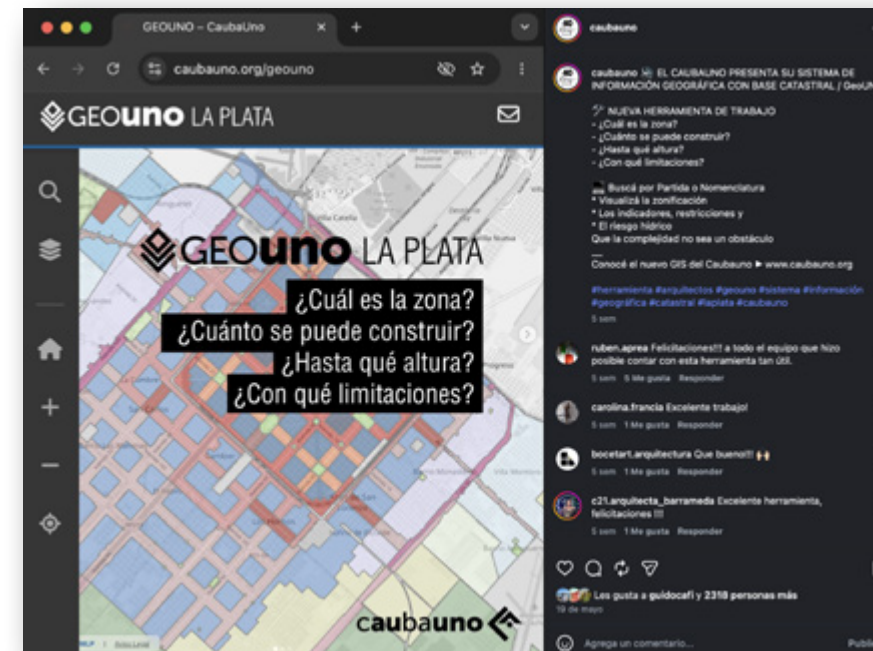 GEOUNO – CaubaUno
caubauno.org/geouno
GEOuno LA PLATA
GEOuno LA PLATA
¿Cuál es la zona?
¿Cuánto se puede construir?
¿Hasta qué altura?
¿Con qué limitaciones?
caubauno
caubauno
caubauno EL CAUBAUNO PRESENTA SU SISTEMA DE
INFORMACIÓN GEOGRÁFICA CON BASE CATASTRAL /
NUEVA HERRAMIENTA DE TRABAJO
- ¿Cuál es la zona?
- ¿Cuánto se puede construir?
- ¿Hasta qué altura?
- ¿Con qué limitaciones?
Buscá por Partida o Nomenclatura
* Visualizá la zonificación
* Los indicadores, restricciones y
* El riesgo hídrico
Que la complejidad no sea un obstáculo
Conocé el nuevo GIS del Caubauno ▶ www.caubauno.org
#herramienta #arquitectos #geouno #sistema #información
#geográfica #catastral #laplata #caubauno
5 sem
ruben.aprea Felicitaciones!!! a todo el equipo que hizo
posible contar con esta herramienta tan útil.
5 sem 5 Me gusta Responder
carolina.francia Excelente trabajo!
5 sem 1 Me gusta Responder
bocetart.arquitectura Que bueno!!! 🙌
5 sem 1 Me gusta Responder
c21.arquitecta_barrameda Excelente herramienta,
felicitaciones !!!
5 sem 1 Me gusta Responder
Les gusta a guidocafi y 2318 personas más
19 de mayo
Agrega un comentario...